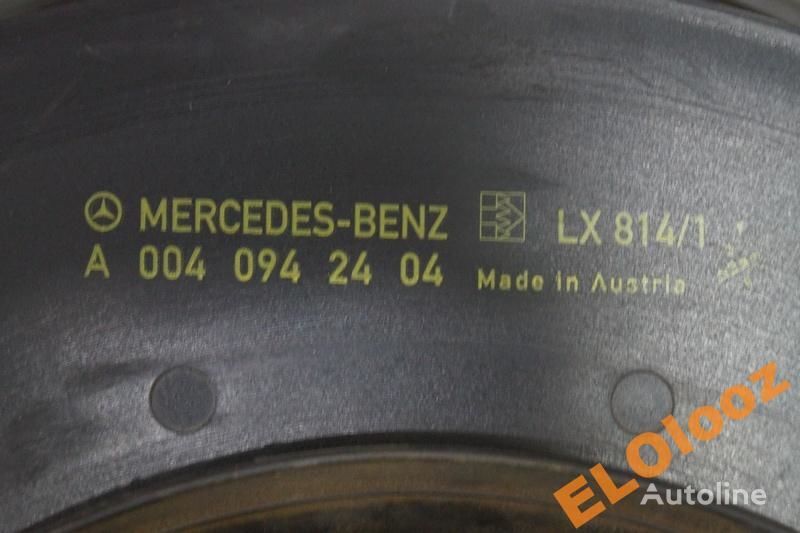 MERCEDES-BENZ LX 814/1
A 004 094 24 04 Made in Austria
ELOlooz
Autoline